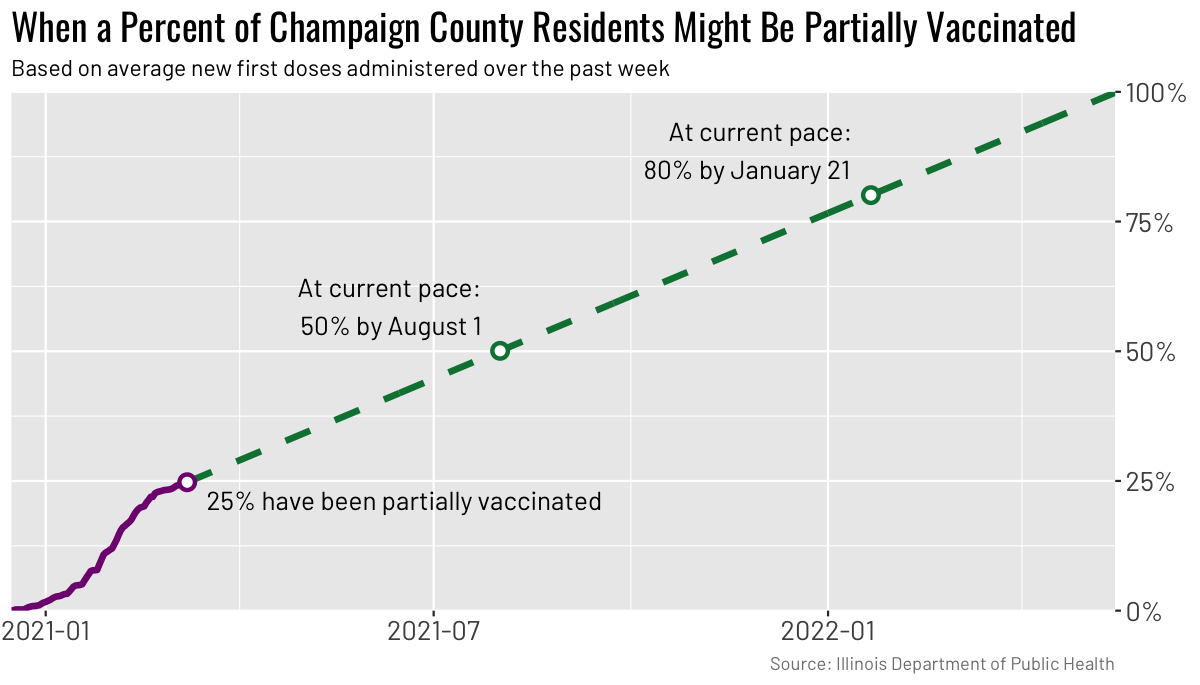 When a Percent of Champaign County Residents Might Be Partially Vaccinated
Based on average new first doses administered over the past week
100%
At current pace:
80% by January 21
75%
At current pace:
50% by August 1
50%
25%
25% have been partially vaccinated
0%
2021-01
2021-07
2022-01
Source: Illinois Department of Public Health